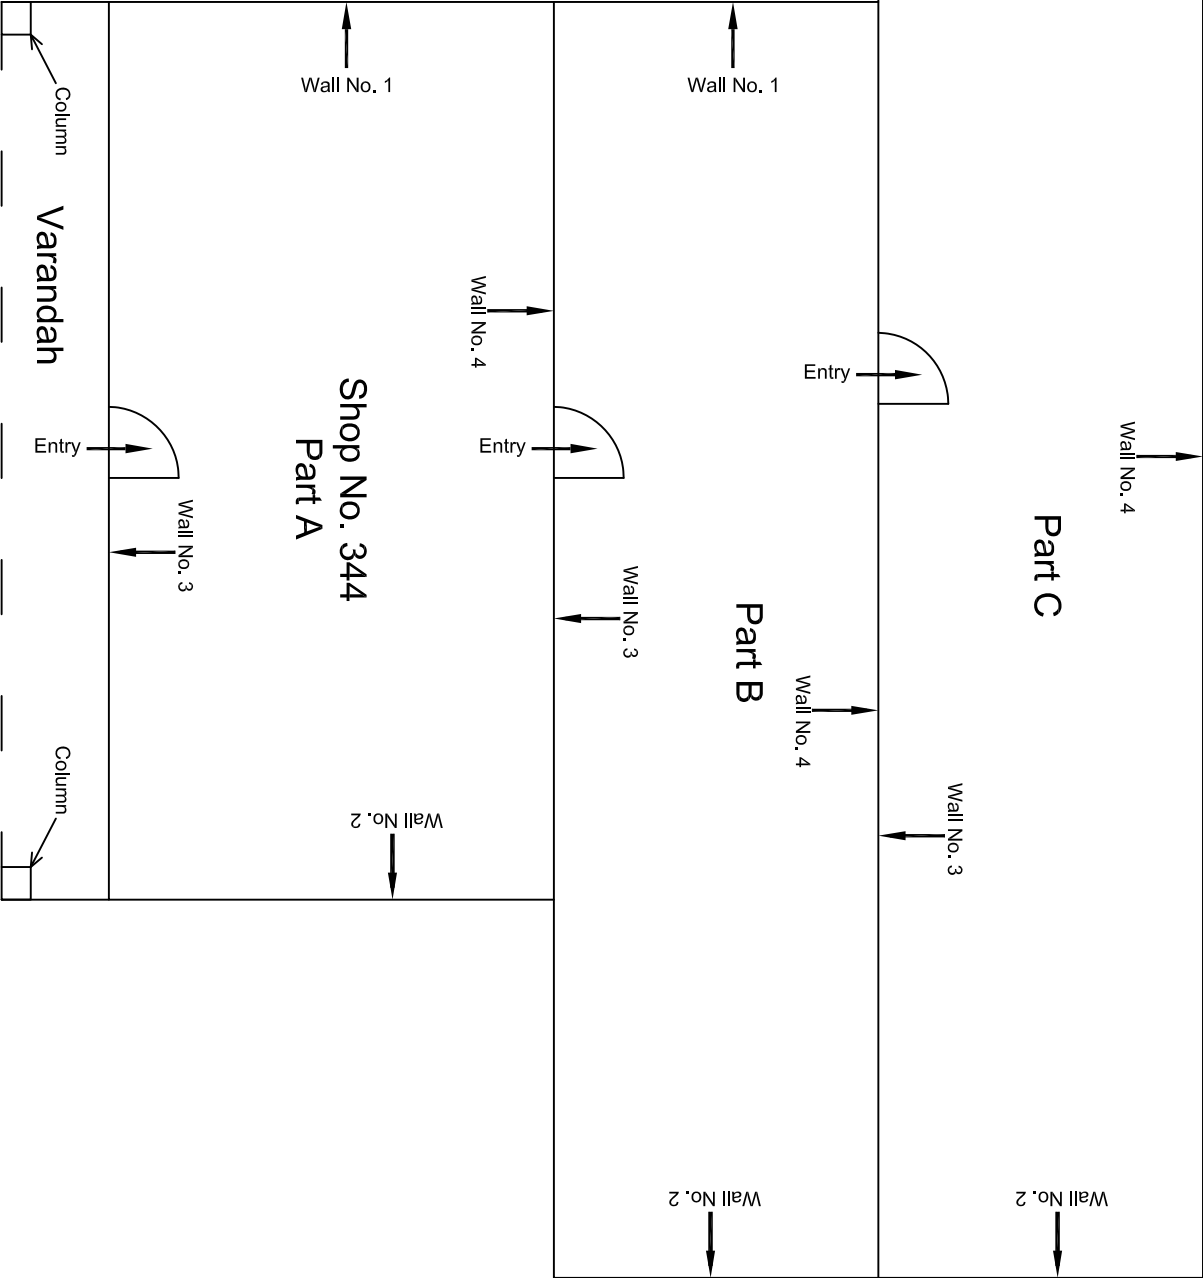 Wall No. 1
Wall No. 1
Column
Varandah
Wall No. 4
Entry
Wall No. 4
Entry
Entry
Shop No. 344
Part A
Wall No. 3
Part C
Wall No. 3
Part B
Wall No. 4
Column
Wall No. 2
Wall No. 3
Wall No. 2
Wall No. 2